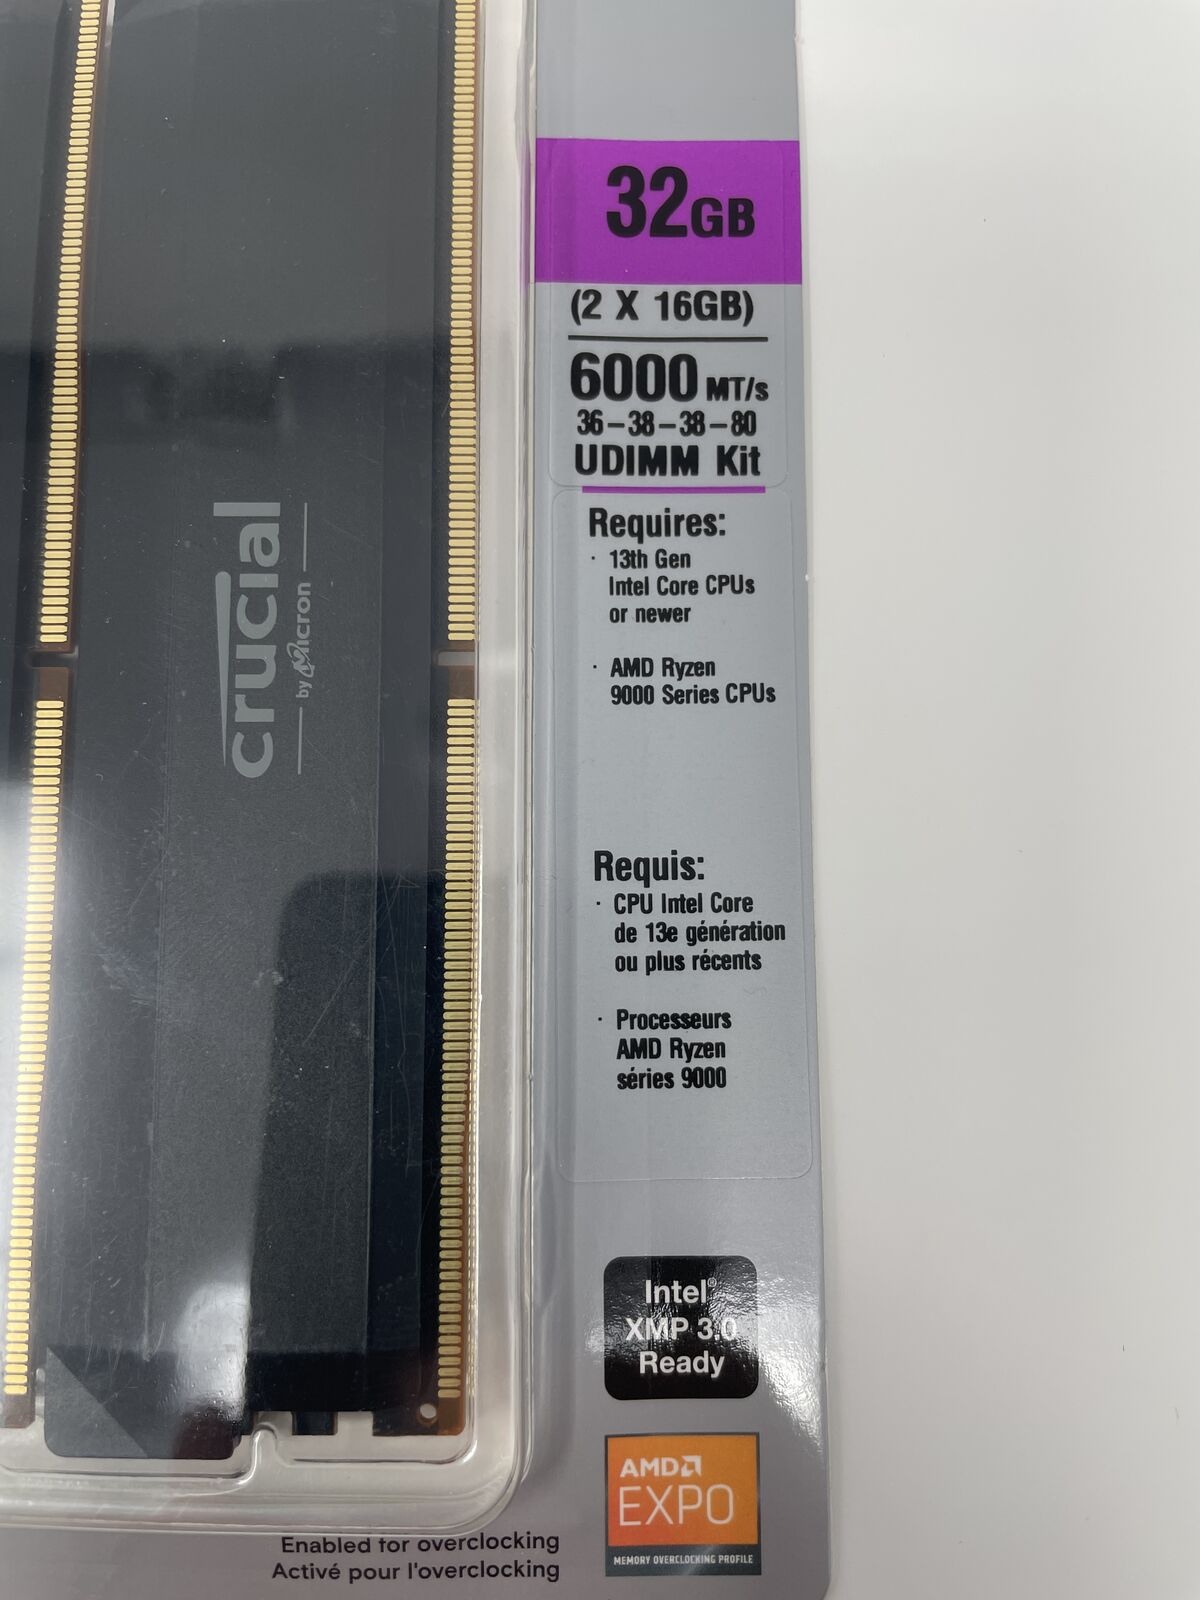 crucial
by Micron
32GB
(2 X 16GB)
6000 MT/s
36-38-38-80
UDIMM Kit
Requires:
· 13th Gen
Intel Core CPUs
or newer
· AMD Ryzen
9000 Series CPUs
Requis:
· CPU Intel Core
de 13e génération
ou plus récents
· Processeurs
AMD Ryzen
séries 9000
Intel®
XMP 3.0
Ready
AMD
EXPO
MEMORY OVERCLOCKING PROFILE
Enabled for overclocking
Activé pour l'overclocking